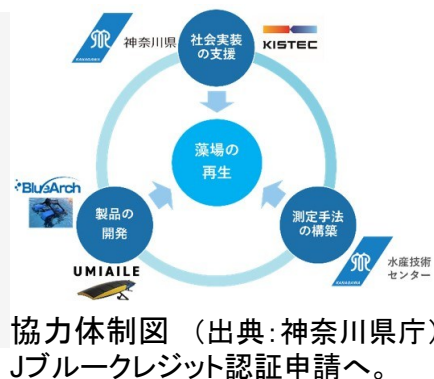 神奈川県
社会実装
の支援
KISTEC
藻場の
再生
BlueArch
製品の
開発
測定手法
の構築
UMIAILE
KANAGAWA
水産技術
センター
協力体制図 （出典：神奈川県庁）
Jブルークレジット認証申請へ。